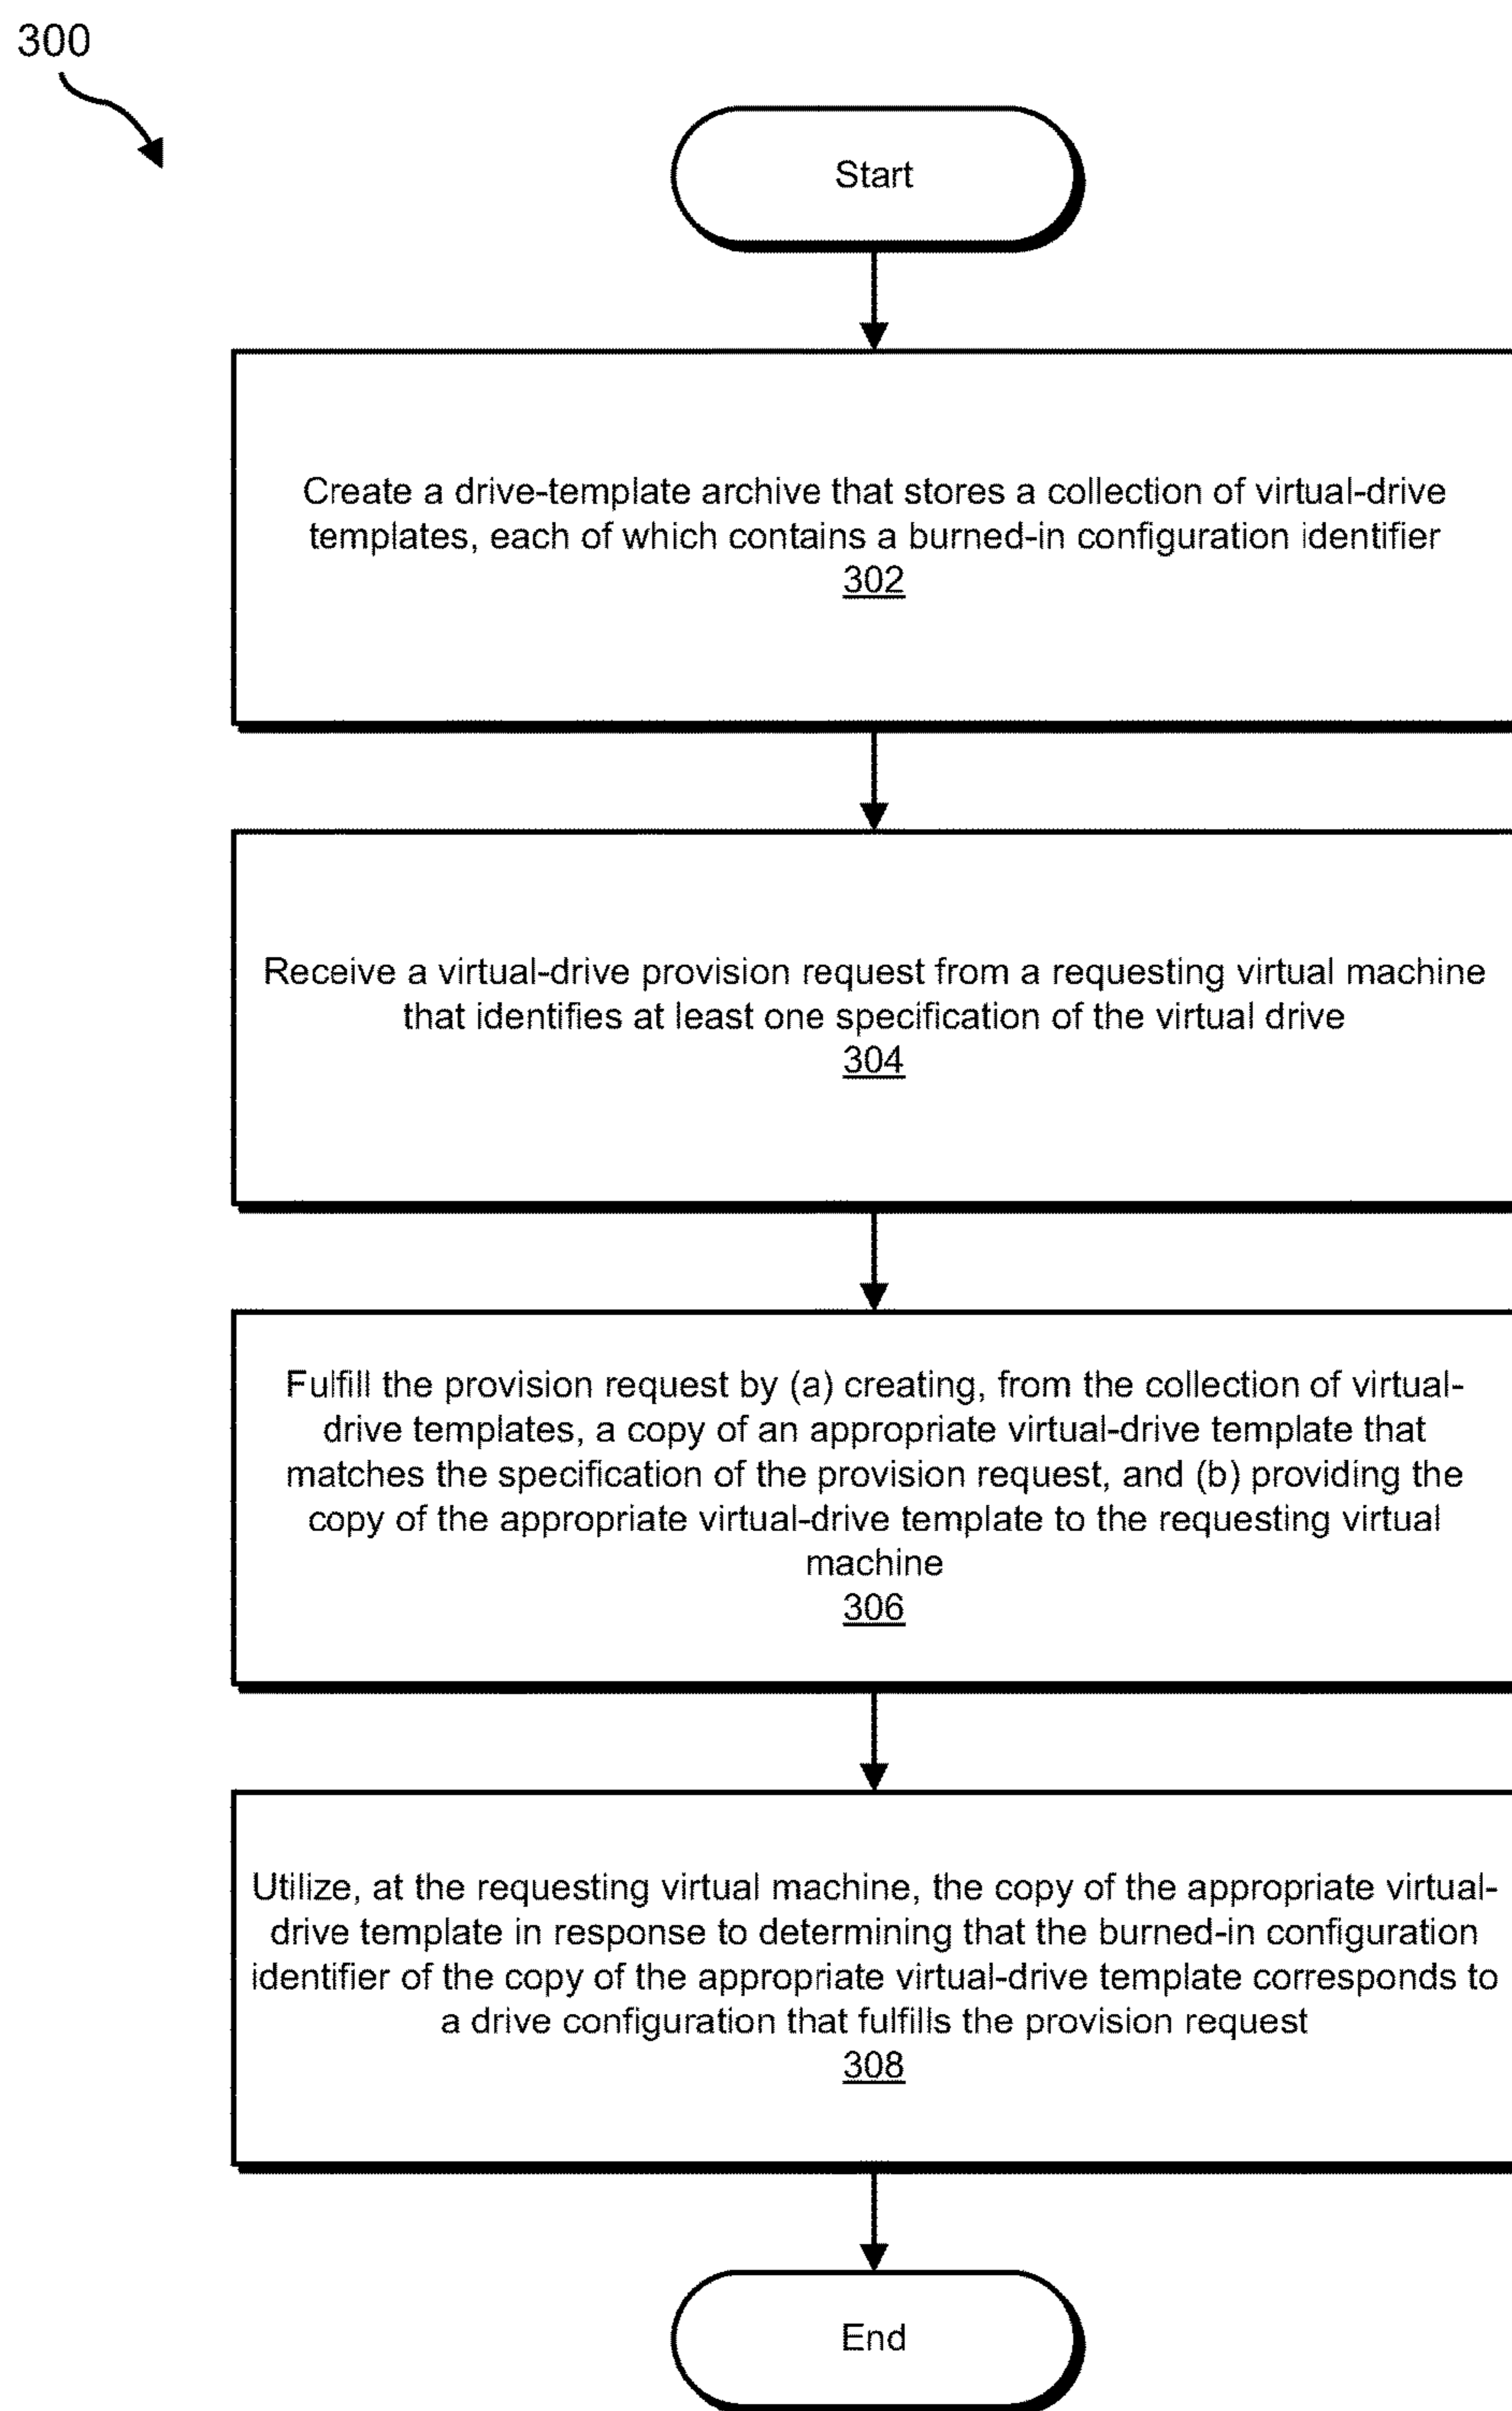 300
Start
Create a drive-template archive that stores a collection of virtual-drive
templates, each of which contains a burned-in configuration identifier
302
Receive a virtual-drive provision request from a requesting virtual machine
that identifies at least one specification of the virtual drive
304
Fulfill the provision request by (a) creating, from the collection of virtual-
drive templates, a copy of an appropriate virtual-drive template that
matches the specification of the provision request, and (b) providing the
copy of the appropriate virtual-drive template to the requesting virtual
machine
306
Utilize, at the requesting virtual machine, the copy of the appropriate virtual-
drive template in response to determining that the burned-in configuration
identifier of the copy of the appropriate virtual-drive template corresponds to
a drive configuration that fulfills the provision request
308
End